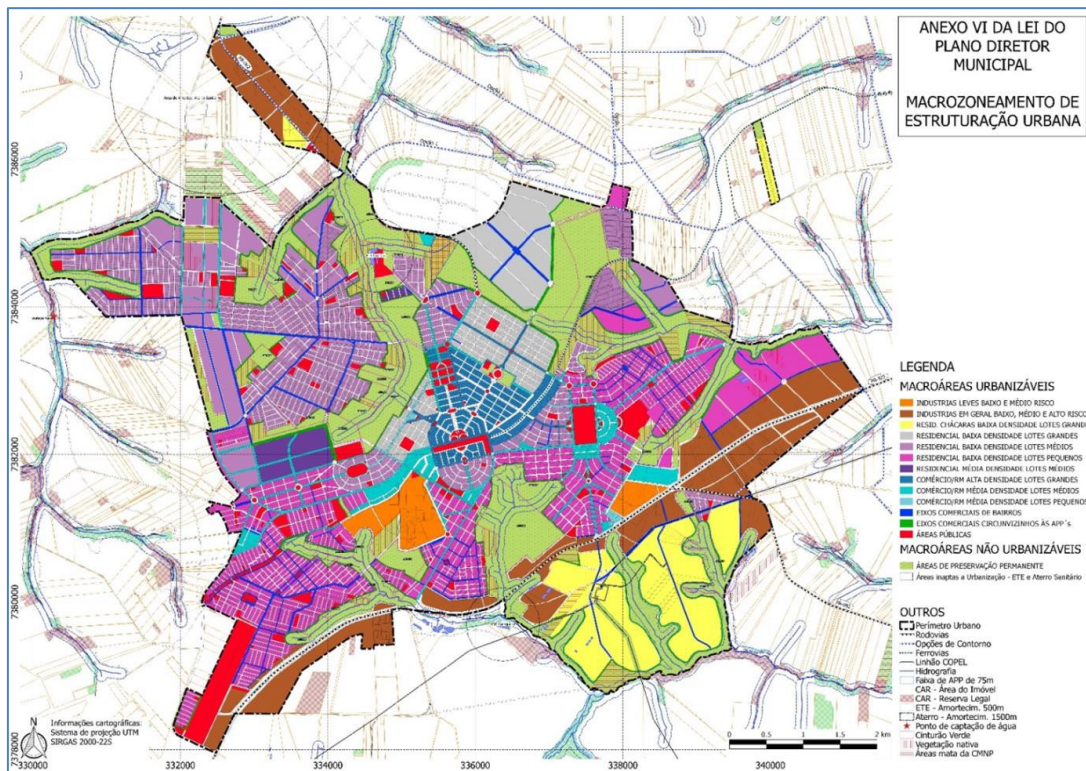 ANEXO VI DA LEI DO
PLANO DIRETOR
MUNICIPAL
MACROZONEAMENTO DE
ESTRUTURAÇÃO URBANA
7386000
7384000
7382000
7380000
7378000
LEGENDA
MACROÁREAS URBANIZÁVEIS
INDUSTRIAS LEVES BAIXO E MÉDIO RISCO
INDUSTRIAS EM GERAL BAIXO, MÉDIO E ALTO RISCO
RESID. CHÁCARAS BAIXA DENSIDADE LOTES GRANDE
RESIDENCIAL BAIXA DENSIDADE LOTES GRANDES
RESIDENCIAL BAIXA DENSIDADE LOTES MÉDIOS
RESIDENCIAL BAIXA DENSIDADE LOTES PEQUENOS
RESIDENCIAL MÉDIA DENSIDADE LOTES MÉDIOS
COMÉRCIO/RM ALTA DENSIDADE LOTES GRANDES
COMÉRCIO/RM MÉDIA DENSIDADE LOTES MÉDIOS
COMÉRCIO/RM MÉDIA DENSIDADE LOTES PEQUENOS
EIXOS COMERCIAIS DE BAIRROS
EIXOS COMERCIAIS CIRCUNVIZINHOS ÀS APP´s
ÁREAS PÚBLICAS
MACROÁREAS NÃO URBANIZÁVEIS
ÁREAS DE PRESERVAÇÃO PERMANENTE
Áreas inaptas a Urbanização - ETE e Aterro Sanitário
OUTROS
Perímetro Urbano
Rodovias
Opções de Contorno
Ferrovias
Linhão COPEL
Hidrografia
Faixa de APP de 75m
CAR - Área do Imóvel
CAR - Reserva Legal
ETE - Amortecim. 500m
Aterro - Amortecim. 1500m
Ponto de captação de água
Cinturão Verde
Vegetação nativa
Áreas mata da CMNP
N
Informações cartográficas:
Sistema de projeção UTM
SIRGAS 2000-22S
0 1 2 km
330000 332000 334000 336000 338000 340000